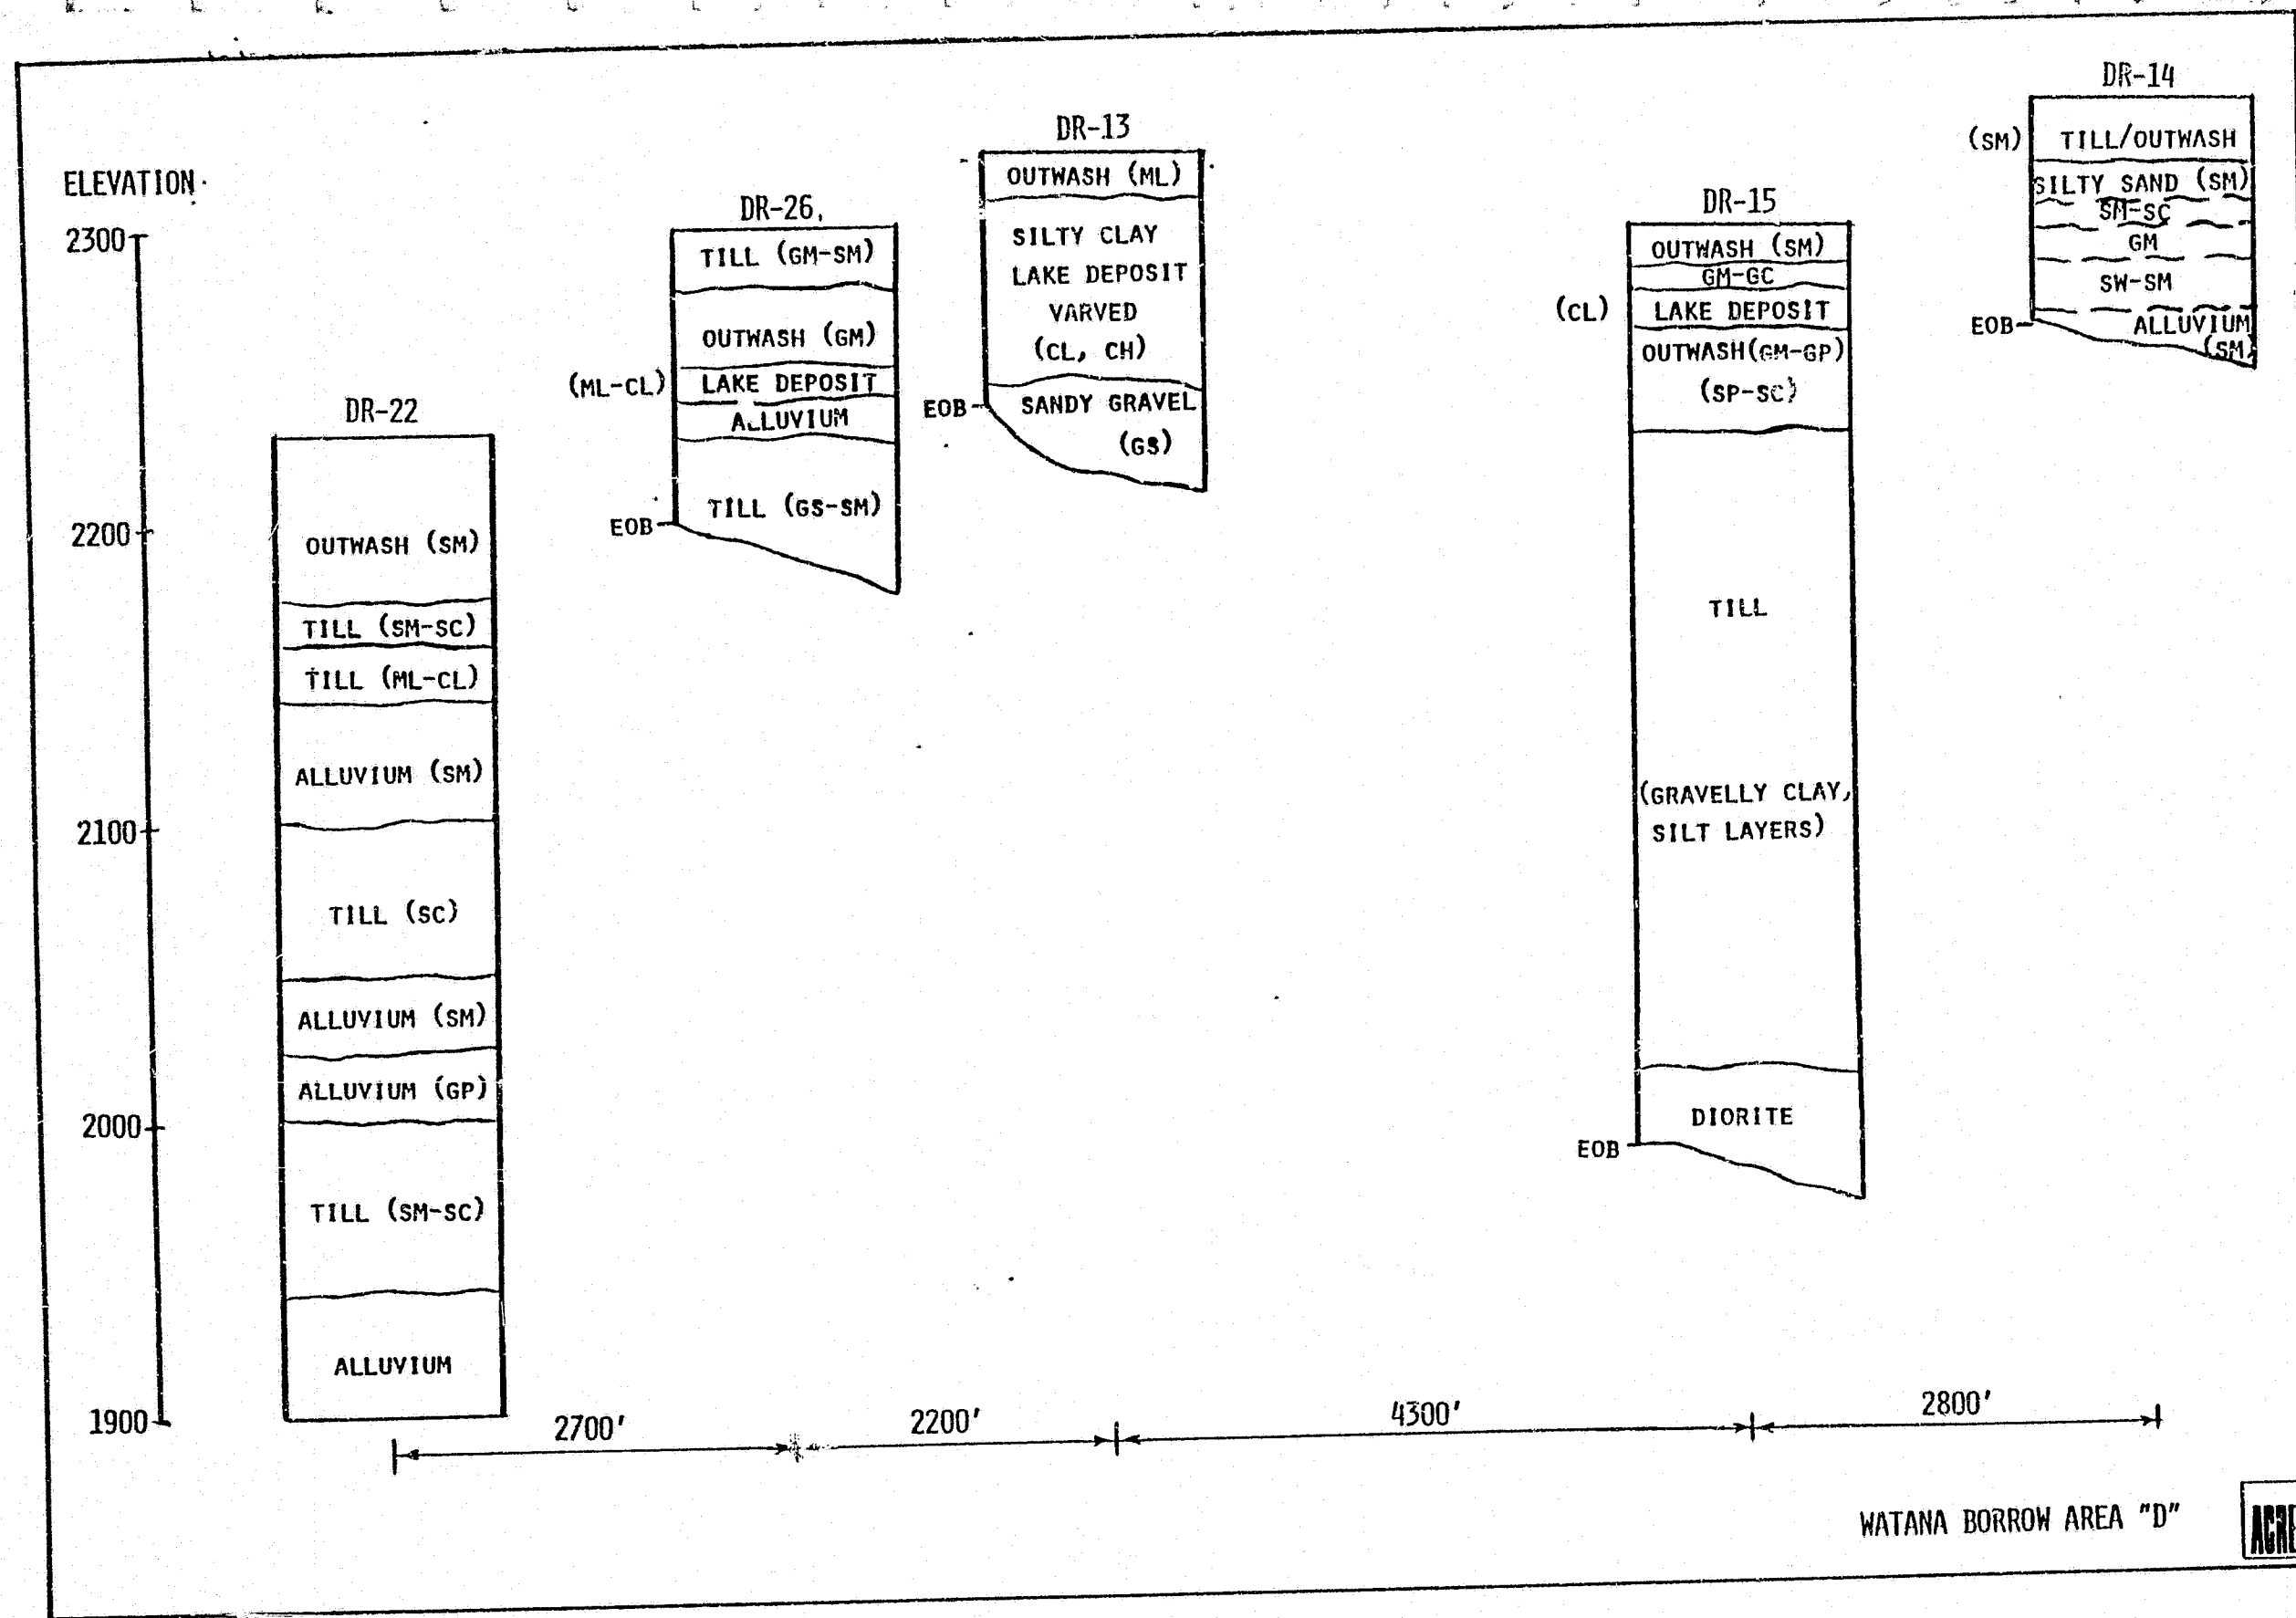 ELEVATION
2300
2200
2100
2000
1900
DR-22
OUTWASH (SM)
TILL (SM-SC)
TILL (ML-CL)
ALLUVIUM (SM)
TILL (SC)
ALLUVIUM (SM)
ALLUVIUM (GP)
TILL (SM-SC)
ALLUVIUM
DR-26
TILL (GM-SM)
OUTWASH (GM)
(ML-CL) LAKE DEPOSIT
ALLUVIUM
TILL (GS-SM)
EOB
DR-13
OUTWASH (ML)
SILTY CLAY
LAKE DEPOSIT
VARVED
(CL, CH)
EOB SANDY GRAVEL
(GS)
DR-15
OUTWASH (SM)
GM-GC
(CL) LAKE DEPOSIT
OUTWASH(GM-GP)
(SP-SC)
TILL
(GRAVELLY CLAY,
SILT LAYERS)
DIORITE
EOB
DR-14
(SM) TILL/OUTWASH
SILTY SAND (SM)
SM-SC
GM
SW-SM
EOB ALLUVIUM
(SM)
2700' 2200' 4300' 2800'
WATANA BORROW AREA "D"